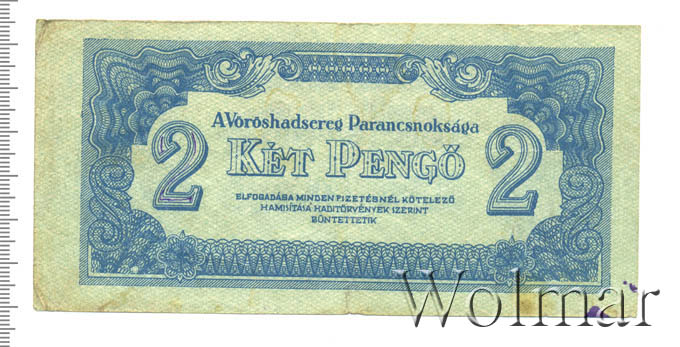 A Vöröshadsereg Parancsnoksága
2 KÉT PENGŐ 2
ELFOGADÁSA MINDEN FIZETÉSNÉL KÖTELEZŐ
HAMISÍTÁSA HADITÖRVÉNYEK SZERINT
BÜNTETTETIK
Wolmar